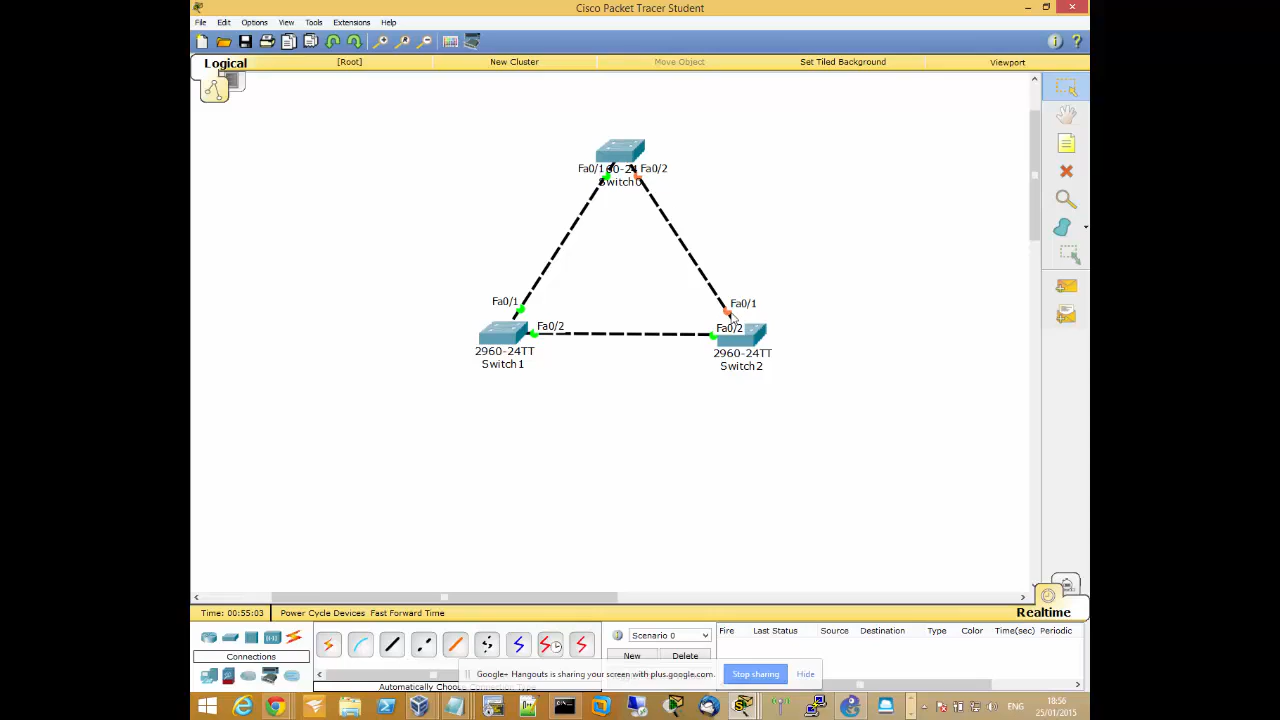 Cisco Packet Tracer Student
File Edit Options View Tools Extensions Help
Logical [Root] New Cluster Move Object Set Tiled Background Viewport
Fa0/1 Fa0/2
Switch0
Fa0/1 Fa0/1
Fa0/2 Fa0/2
2960-24TT 2960-24TT
Switch1 Switch2
Time: 00:55:03 Power Cycle Devices Fast Forward Time Realtime
Scenario 0 Fire Last Status Source Destination Type Color Time(sec) Periodic
Connections New Delete
Google+ Hangouts is sharing your screen with plus.google.com. Stop sharing Hide
Automatically Choose Connection Type
ENG 18:56
25/01/2015